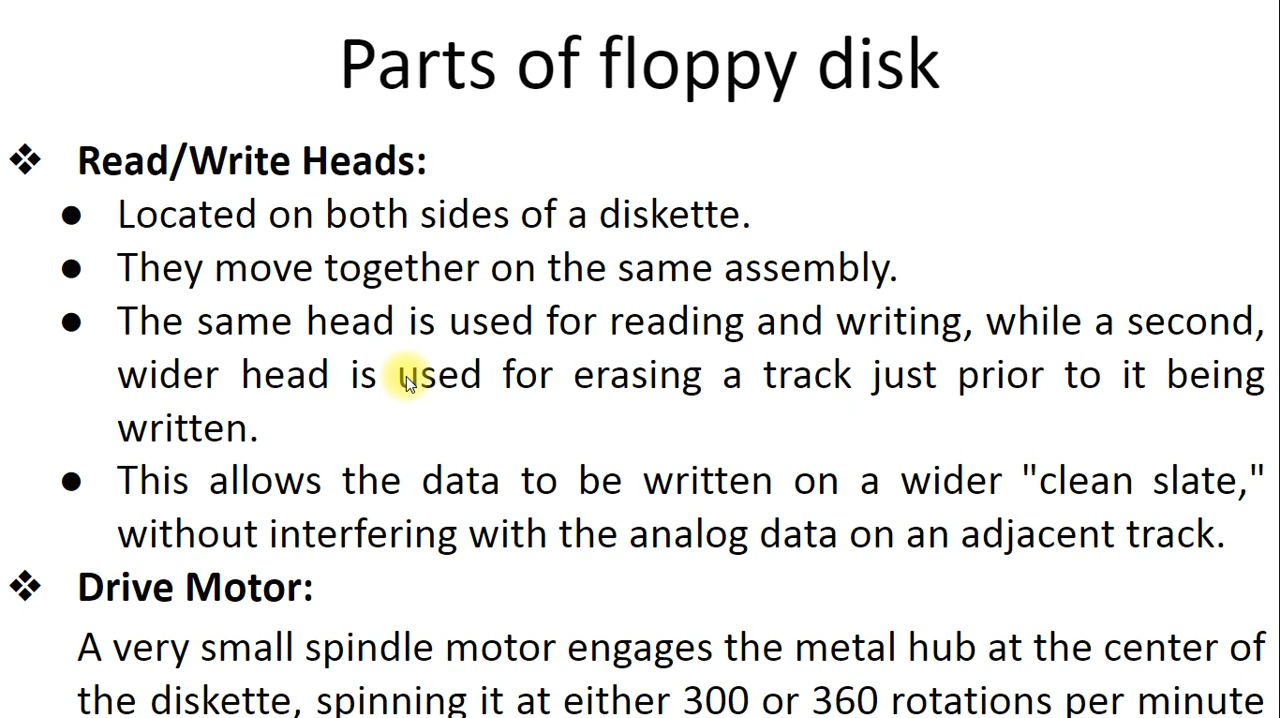 Parts of floppy disk
❖ Read/Write Heads:
● Located on both sides of a diskette.
● They move together on the same assembly.
● The same head is used for reading and writing, while a second,
wider head is used for erasing a track just prior to it being
written.
● This allows the data to be written on a wider "clean slate,"
without interfering with the analog data on an adjacent track.
❖ Drive Motor:
A very small spindle motor engages the metal hub at the center of
the diskette, spinning it at either 300 or 360 rotations per minute